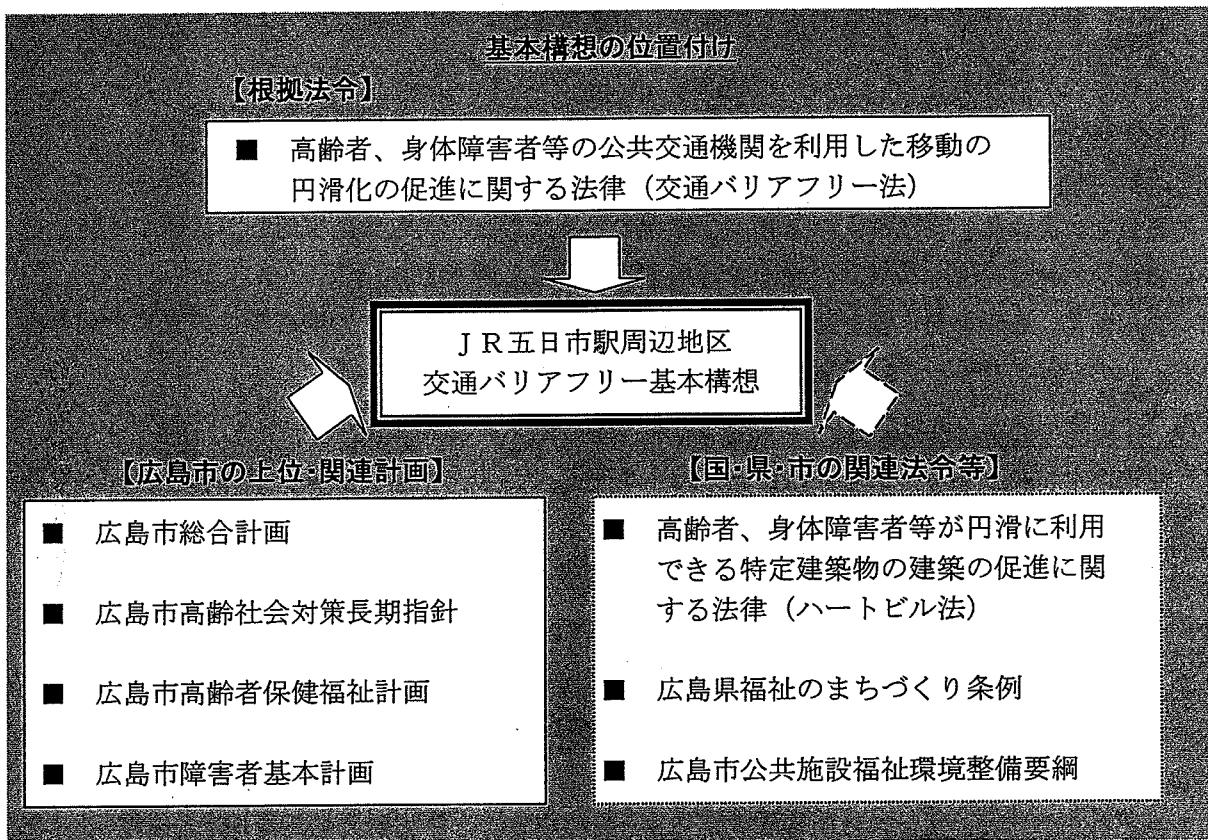 基本構想の位置付け
【根拠法令】
■ 高齢者、身体障害者等の公共交通機関を利用した移動の
円滑化の促進に関する法律（交通バリアフリー法）
ＪＲ五日市駅周辺地区
交通バリアフリー基本構想
【広島市の上位･関連計画】
■ 広島市総合計画
■ 広島市高齢社会対策長期指針
■ 広島市高齢者保健福祉計画
■ 広島市障害者基本計画
【国･県･市の関連法令等】
■ 高齢者、身体障害者等が円滑に利用
できる特定建築物の建築の促進に関
する法律（ハートビル法）
■ 広島県福祉のまちづくり条例
■ 広島市公共施設福祉環境整備要綱